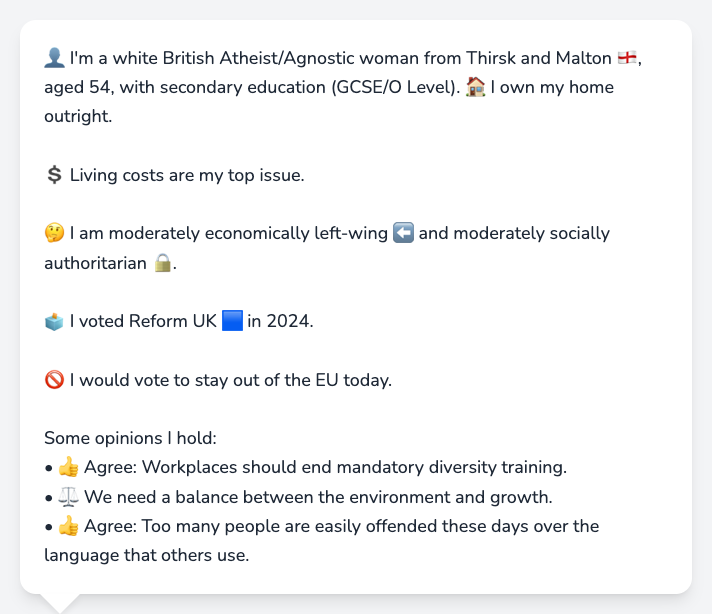 👤 I'm a white British Atheist/Agnostic woman from Thirsk and Malton 🏴󠁧󠁢󠁥󠁮󠁧󠁿,
aged 54, with secondary education (GCSE/O Level). 🏠 I own my home
outright.
💲 Living costs are my top issue.
🤔 I am moderately economically left-wing ⬅️ and moderately socially
authoritarian 🔒.
🗳️ I voted Reform UK 🟦 in 2024.
🚫 I would vote to stay out of the EU today.
Some opinions I hold:
• 👍 Agree: Workplaces should end mandatory diversity training.
• ⚖️ We need a balance between the environment and growth.
• 👍 Agree: Too many people are easily offended these days over the
language that others use.